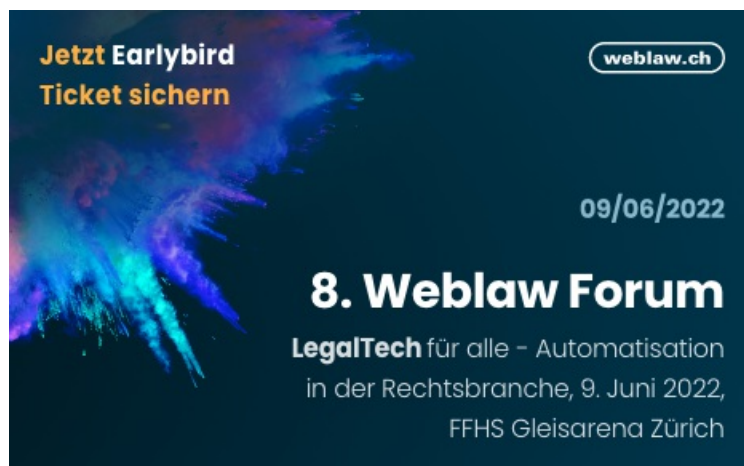 Jetzt Earlybird
Ticket sichern
weblaw.ch
09/06/2022
8. Weblaw Forum
LegalTech für alle - Automatisation
in der Rechtsbranche, 9. Juni 2022,
FFHS Gleisarena Zürich